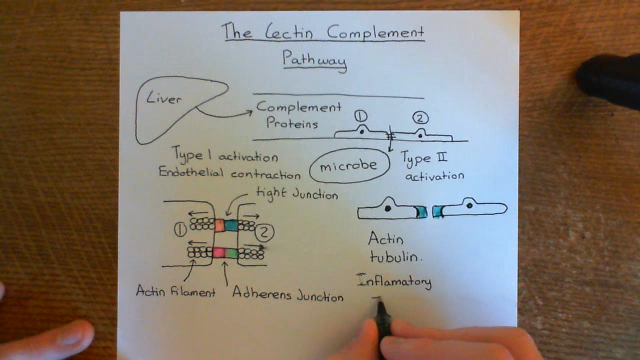 The Lectin Complement
Pathway
Liver
Complement
Proteins
1
2
Type I activation
Endothelial contraction
tight Junction
microbe
Type II
activation
1
2
Actin filament
Adherens Junction
Actin
tubulin.
Inflamatory